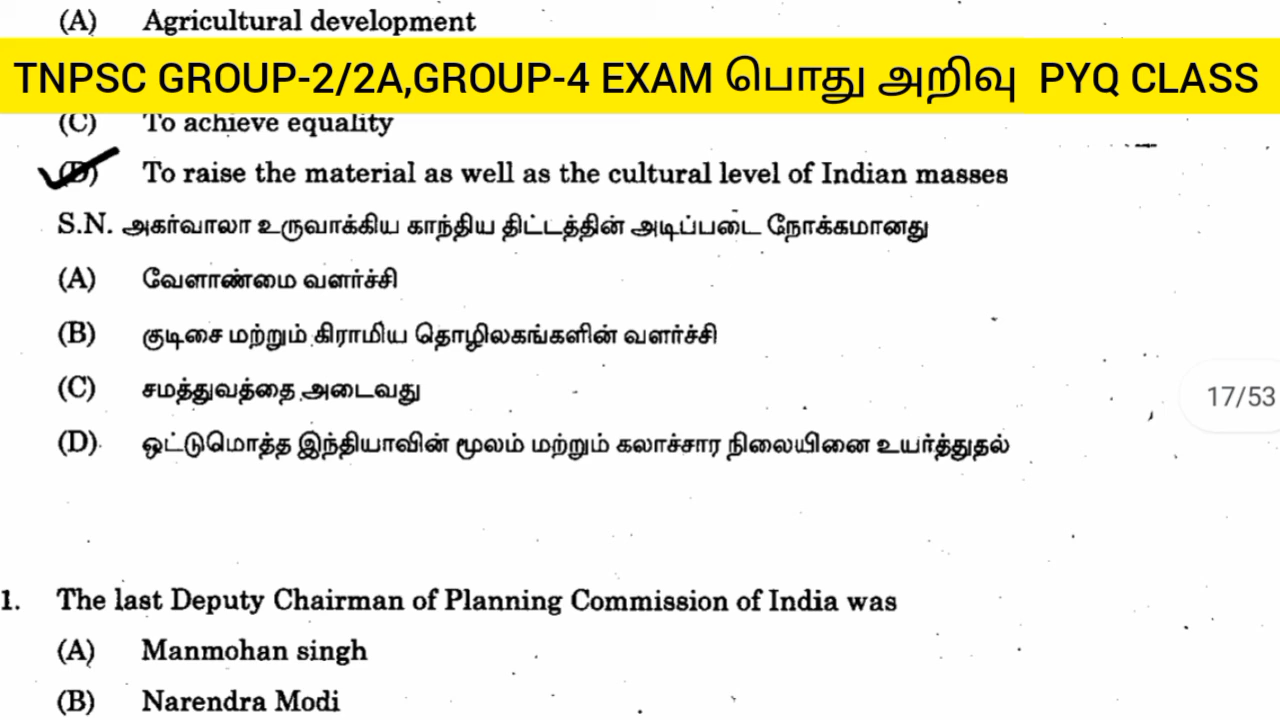 (A) Agricultural development
TNPSC GROUP-2/2A,GROUP-4 EXAM பொது அறிவு PYQ CLASS
(C) To achieve equality
(D) To raise the material as well as the cultural level of Indian masses
S.N. அகர்வாலா உருவாக்கிய காந்திய திட்டத்தின் அடிப்படை நோக்கமானது
(A) வேளாண்மை வளர்ச்சி
(B) குடிசை மற்றும் கிராமிய தொழிலகங்களின் வளர்ச்சி
(C) சமத்துவத்தை அடைவது
(D) ஒட்டுமொத்த இந்தியாவின் மூலம் மற்றும் கலாச்சார நிலையினை உயர்த்துதல்
17/53
1. The last Deputy Chairman of Planning Commission of India was
(A) Manmohan singh
(B) Narendra Modi